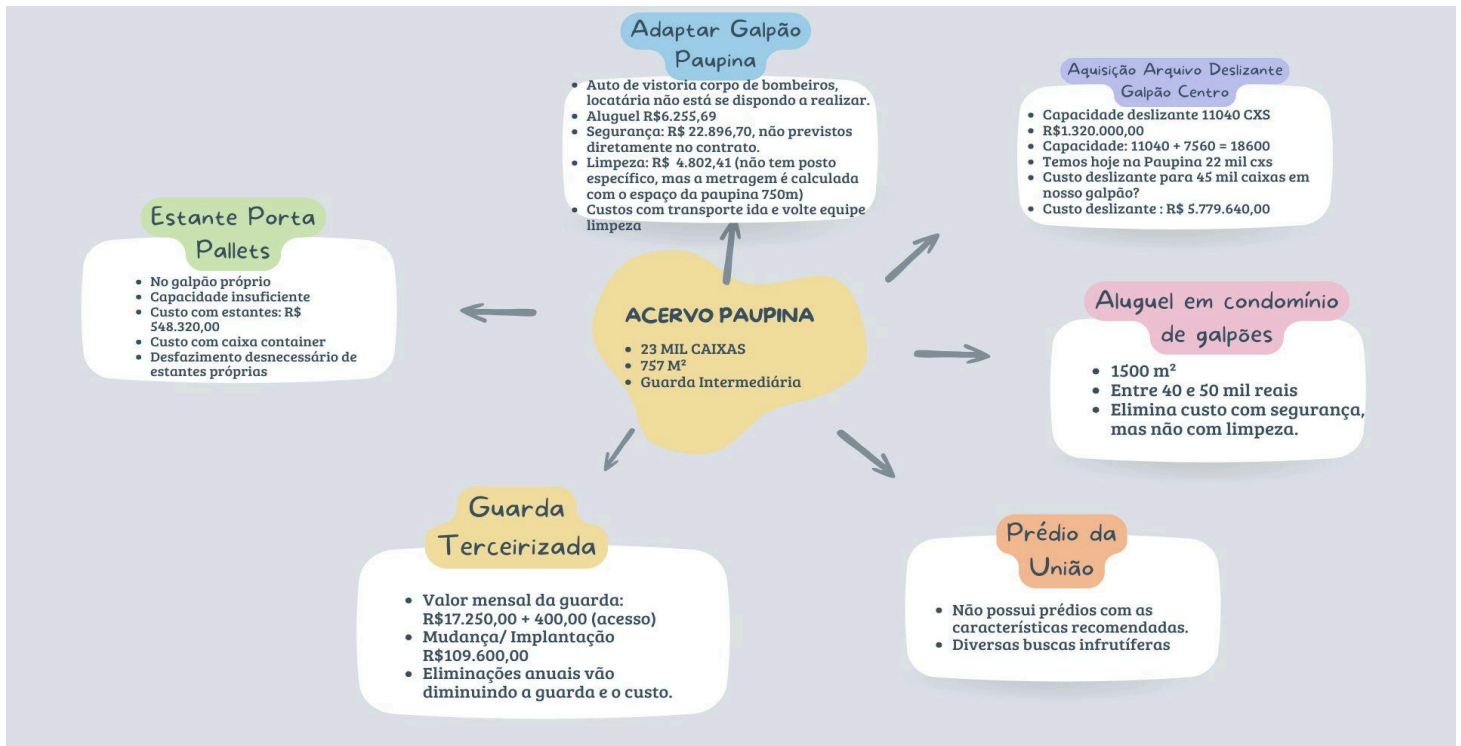 Adaptar Galpão
Paupina
• Auto de vistoria corpo de bombeiros,
locatária não está se dispondo a realizar.
• Aluguel R$6.255,69
• Segurança: R$ 22.896,70, não previstos
diretamente no contrato.
• Limpeza: R$ 4.802,41 (não tem posto
específico, mas a metragem é calculada
com o espaço da paupina 750m)
• Custos com transporte ida e volte equipe
limpeza
Aquisição Arquivo Deslizante
Galpão Centro
• Capacidade deslizante 11040 CXS
• R$1.320.000,00
• Capacidade: 11040 + 7560 = 18600
• Temos hoje na Paupina 22 mil cxs
• Custo deslizante para 45 mil caixas em
nosso galpão?
• Custo deslizante : R$ 5.779.640,00
Estante Porta
Pallets
• No galpão próprio
• Capacidade insuficiente
• Custo com estantes: R$
548.320,00
• Custo com caixa container
• Desfazimento desnecessário de
estantes próprias
ACERVO PAUPINA
• 23 MIL CAIXAS
• 757 M²
• Guarda Intermediária
Aluguel em condomínio
de galpões
• 1500 m²
• Entre 40 e 50 mil reais
• Elimina custo com segurança,
mas não com limpeza.
Guarda
Terceirizada
• Valor mensal da guarda:
R$17.250,00 + 400,00 (acesso)
• Mudança/ Implantação
R$109.600,00
• Eliminações anuais vão
diminuindo a guarda e o custo.
Prédio da
União
• Não possui prédios com as
características recomendadas.
• Diversas buscas infrutíferas